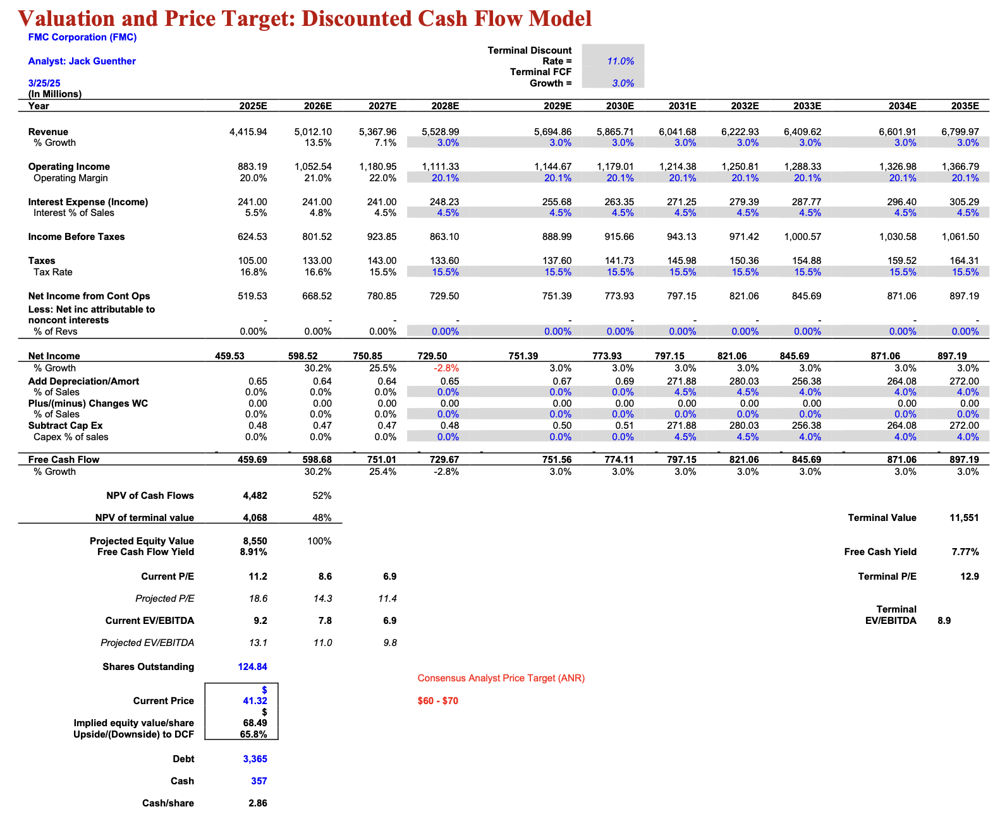 Valuation and Price Target: Discounted Cash Flow Model
FMC Corporation (FMC)
Terminal Discount
Analyst: Jack Guenther Rate = 11.0%
Terminal FCF
3/25/25 Growth = 3.0%
(In Millions)
Year 2025E 2026E 2027E 2028E 2029E 2030E 2031E 2032E 2033E 2034E 2035E
Revenue 4,415.94 5,012.10 5,367.96 5,528.99 5,694.86 5,865.71 6,041.68 6,222.93 6,409.62 6,601.91 6,799.97
% Growth 13.5% 7.1% 3.0% 3.0% 3.0% 3.0% 3.0% 3.0% 3.0% 3.0%
Operating Income 883.19 1,052.54 1,180.95 1,111.33 1,144.67 1,179.01 1,214.38 1,250.81 1,288.33 1,326.98 1,366.79
Operating Margin 20.0% 21.0% 22.0% 20.1% 20.1% 20.1% 20.1% 20.1% 20.1% 20.1% 20.1%
Interest Expense (Income) 241.00 241.00 241.00 248.23 255.68 263.35 271.25 279.39 287.77 296.40 305.29
Interest % of Sales 5.5% 4.8% 4.5% 4.5% 4.5% 4.5% 4.5% 4.5% 4.5% 4.5% 4.5%
Income Before Taxes 624.53 801.52 923.85 863.10 888.99 915.66 943.13 971.42 1,000.57 1,030.58 1,061.50
Taxes 105.00 133.00 143.00 133.60 137.60 141.73 145.98 150.36 154.88 159.52 164.31
Tax Rate 16.8% 16.6% 15.5% 15.5% 15.5% 15.5% 15.5% 15.5% 15.5% 15.5% 15.5%
Net Income from Cont Ops 519.53 668.52 780.85 729.50 751.39 773.93 797.15 821.06 845.69 871.06 897.19
Less: Net inc attributable to
noncont interests - - - - - - - - - - -
% of Revs 0.00% 0.00% 0.00% 0.00% 0.00% 0.00% 0.00% 0.00% 0.00% 0.00% 0.00%
Net Income 459.53 598.52 750.85 729.50 751.39 773.93 797.15 821.06 845.69 871.06 897.19
% Growth 30.2% 25.5% -2.8% 3.0% 3.0% 3.0% 3.0% 3.0% 3.0% 3.0%
Add Depreciation/Amort 0.65 0.64 0.64 0.65 0.67 0.69 271.88 280.03 256.38 264.08 272.00
% of Sales 0.0% 0.0% 0.0% 0.0% 0.0% 0.0% 4.5% 4.5% 4.0% 4.0% 4.0%
Plus/(minus) Changes WC 0.00 0.00 0.00 0.00 0.00 0.00 0.00 0.00 0.00 0.00 0.00
% of Sales 0.0% 0.0% 0.0% 0.0% 0.0% 0.0% 0.0% 0.0% 0.0% 0.0% 0.0%
Subtract Cap Ex 0.48 0.47 0.47 0.48 0.50 0.51 271.88 280.03 256.38 264.08 272.00
Capex % of sales 0.0% 0.0% 0.0% 0.0% 0.0% 0.0% 4.5% 4.5% 4.0% 4.0% 4.0%
- - - - - - - - - - -
Free Cash Flow 459.69 598.68 751.01 729.67 751.56 774.11 797.15 821.06 845.69 871.06 897.19
% Growth 30.2% 25.4% -2.8% 3.0% 3.0% 3.0% 3.0% 3.0% 3.0% 3.0%
NPV of Cash Flows 4,482 52%
NPV of terminal value 4,068 48% Terminal Value 11,551
Projected Equity Value 8,550 100%
Free Cash Flow Yield 8.91% Free Cash Yield 7.77%
Current P/E 11.2 8.6 6.9 Terminal P/E 12.9
Projected P/E 18.6 14.3 11.4
Terminal
Current EV/EBITDA 9.2 7.8 6.9 EV/EBITDA 8.9
Projected EV/EBITDA 13.1 11.0 9.8
Shares Outstanding 124.84
Consensus Analyst Price Target (ANR)
$
Current Price 41.32 $60 - $70
$
Implied equity value/share 68.49
Upside/(Downside) to DCF 65.8%
Debt 3,365
Cash 357
Cash/share 2.86